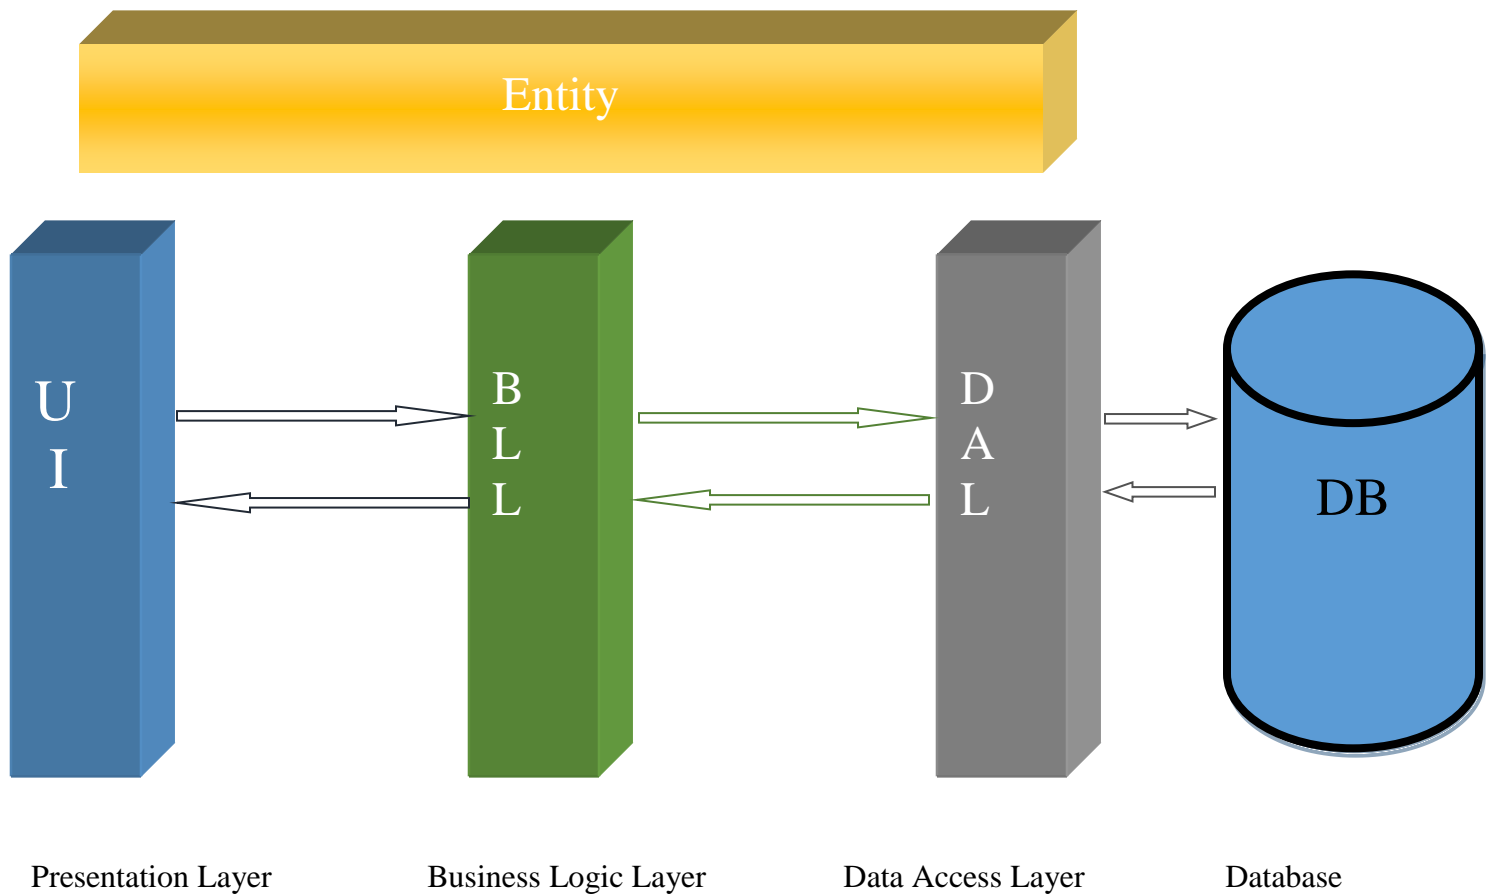 Entity
U
I
B
L
L
D
A
L
DB
Presentation Layer
Business Logic Layer
Data Access Layer
Database